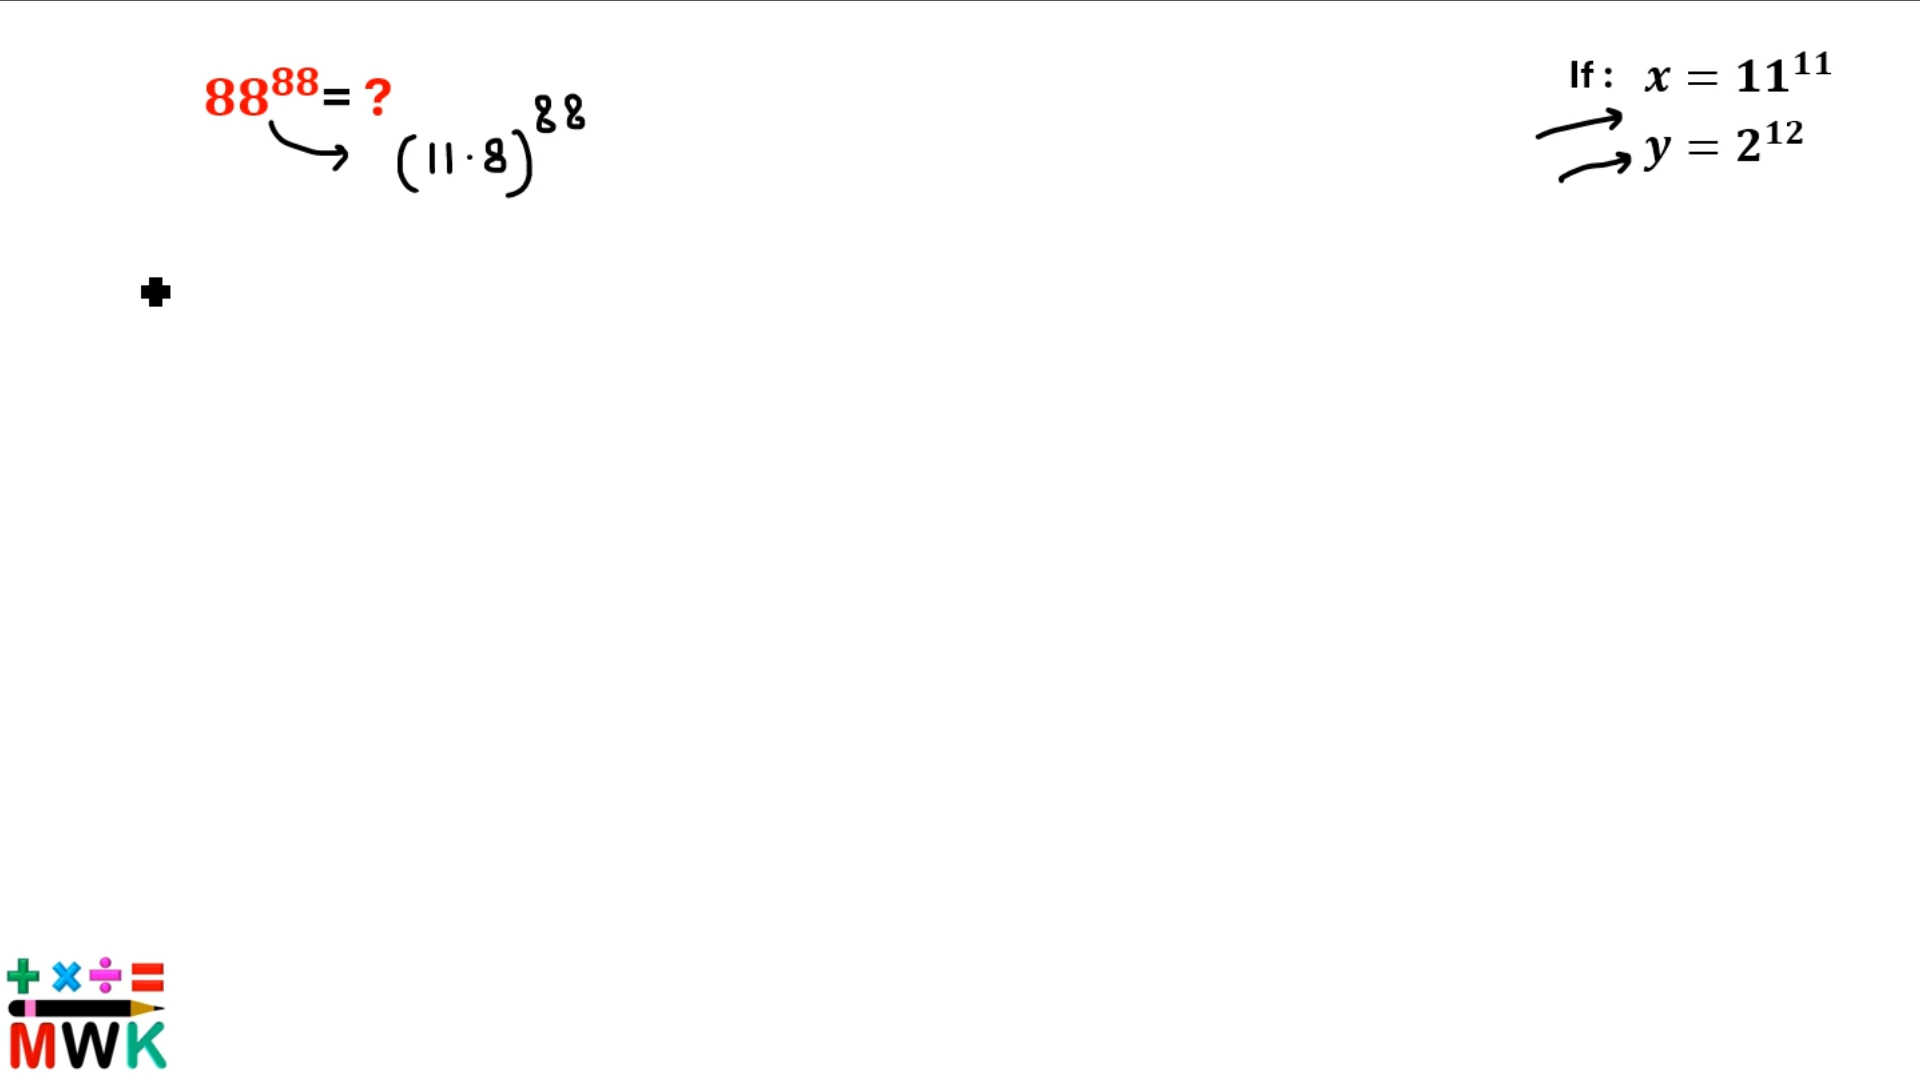 88⁸⁸ = ?
(11·8)⁸⁸
If : x = 11¹¹
y = 2¹²
+ × ÷ =
MWK